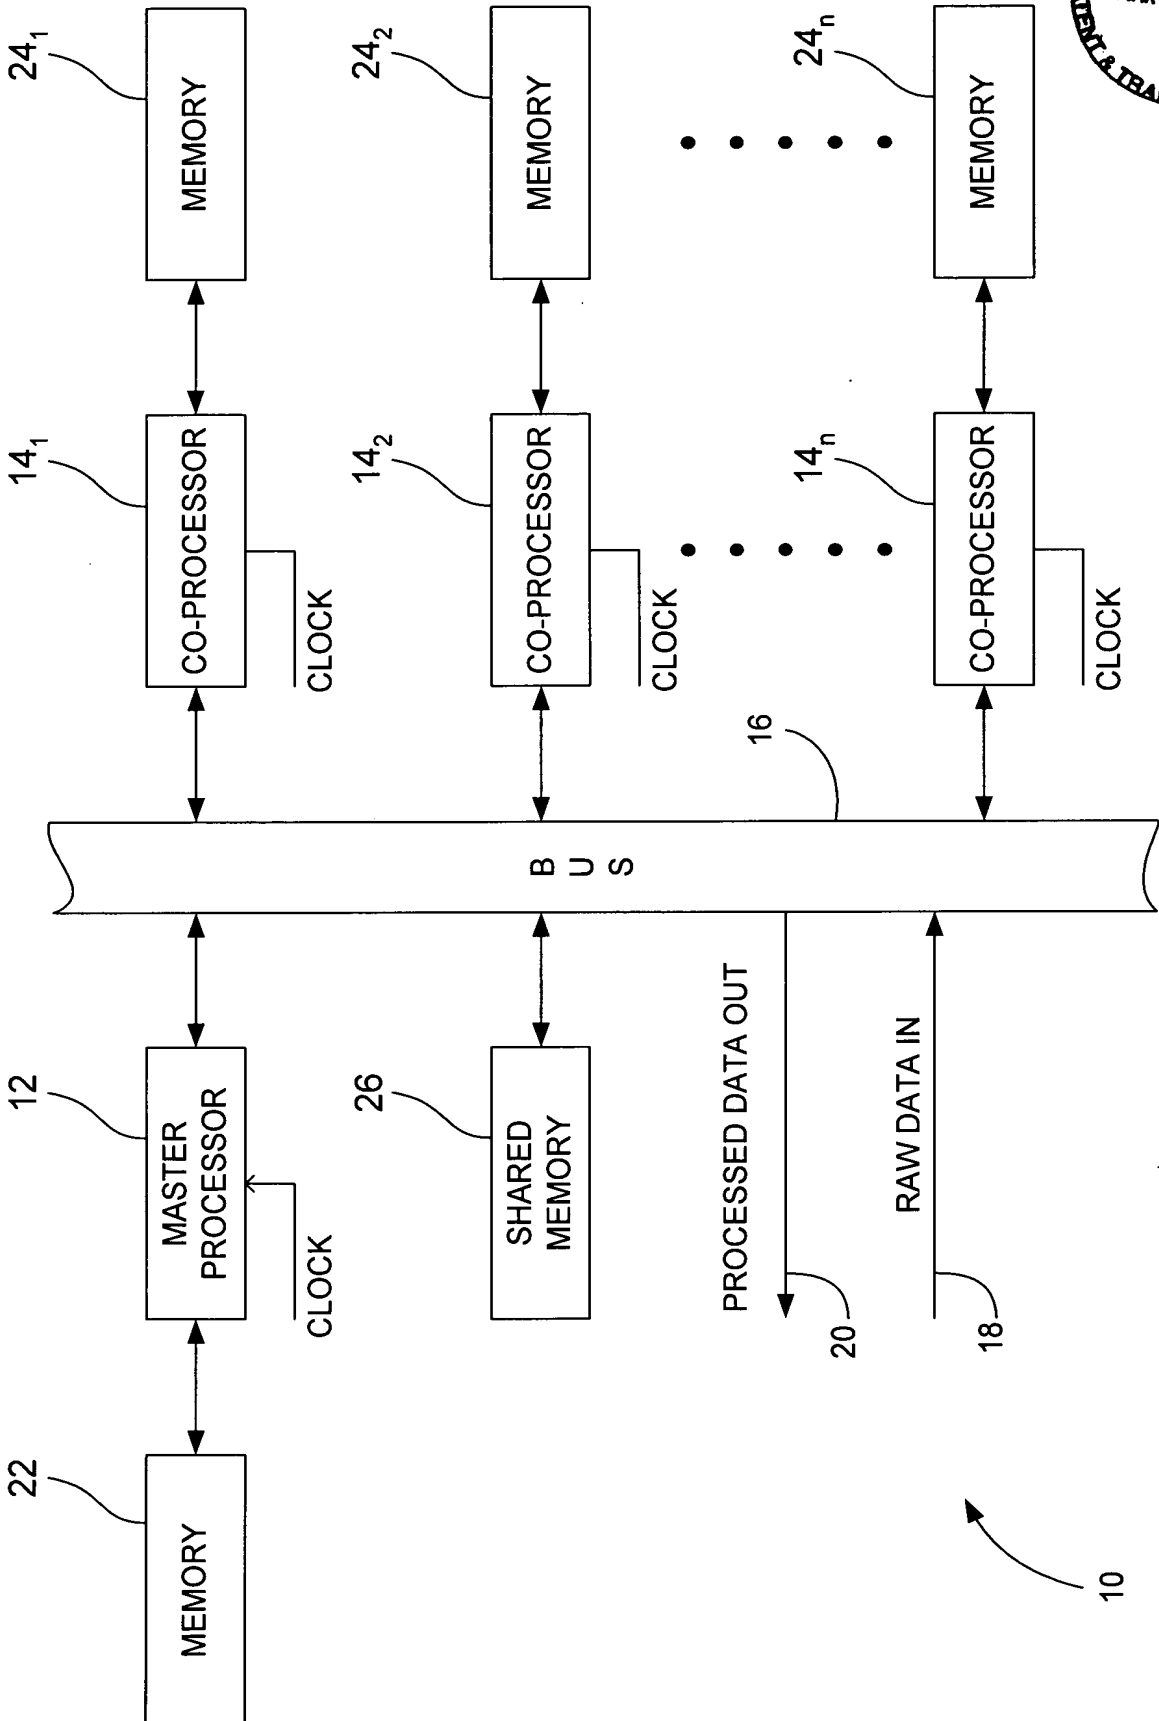 22
12
14₁
24₁
MEMORY
MASTER
PROCESSOR
CO-PROCESSOR
MEMORY
CLOCK
CLOCK
26
14₂
24₂
SHARED
MEMORY
B
U
S
CO-PROCESSOR
MEMORY
CLOCK
PROCESSED DATA OUT
16
20
14ₙ
24ₙ
RAW DATA IN
18
CO-PROCESSOR
MEMORY
CLOCK
10